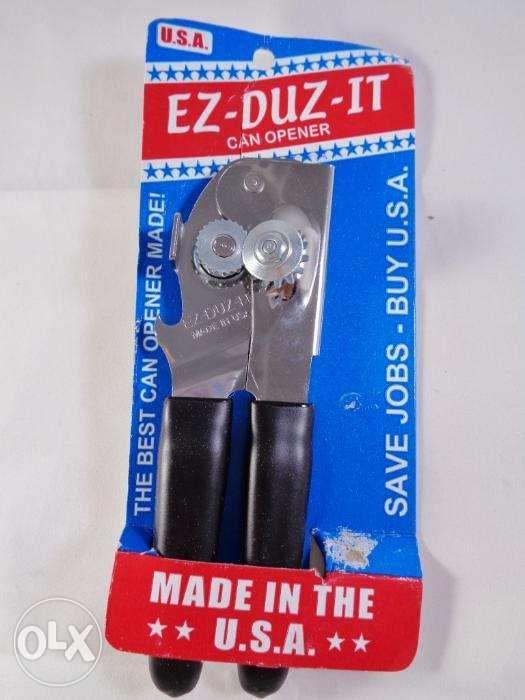 U.S.A.
EZ-DUZ-IT
CAN OPENER
THE BEST CAN OPENER MADE!
SAVE JOBS - BUY U.S.A.
EZ-DUZ-IT
MADE IN USA
MADE IN THE
U.S.A.
OLX